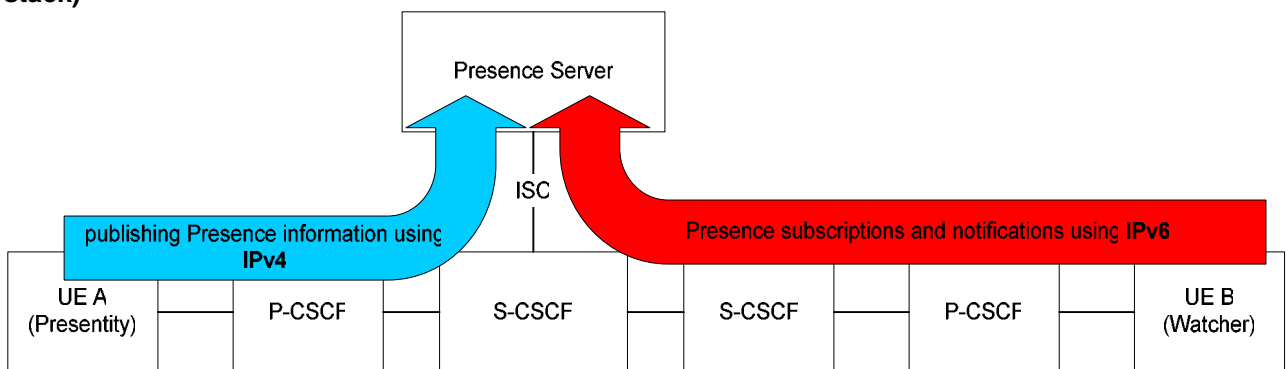 stack)
Presence Server
ISC
publishing Presence information using
IPv4
Presence subscriptions and notifications using IPv6
UE A
(Presentity)
P-CSCF
S-CSCF
S-CSCF
P-CSCF
UE B
(Watcher)